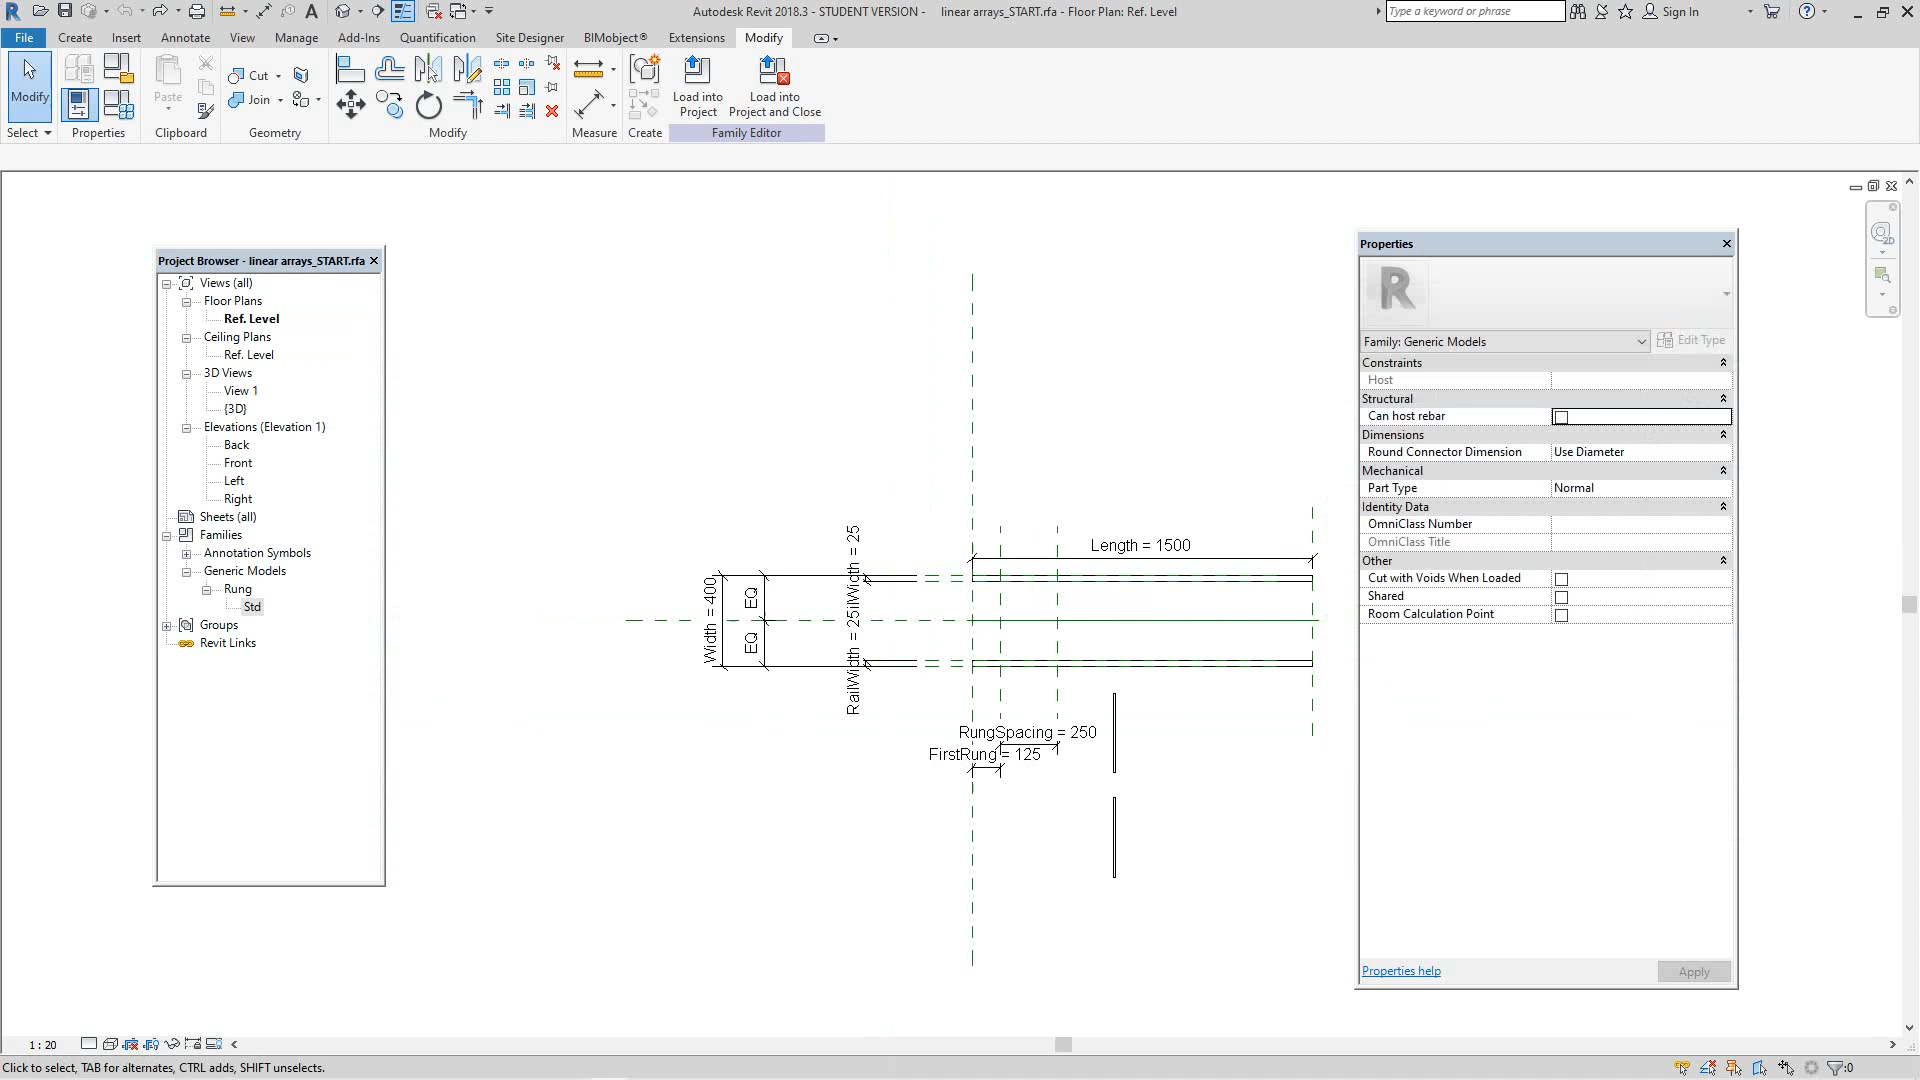 Autodesk Revit 2018.3 - STUDENT VERSION - linear arrays_START.rfa - Floor Plan: Ref. Level
Type a keyword or phrase
Sign In
File Create Insert Annotate View Manage Add-Ins Quantification Site Designer BIMobject® Extensions Modify
Modify
Paste
Cut
Join
Load into Project
Load into Project and Close
Select Properties Clipboard Geometry Modify Measure Create Family Editor
2D
Project Browser - linear arrays_START.rfa
Views (all)
Floor Plans
Ref. Level
Ceiling Plans
Ref. Level
3D Views
View 1
{3D}
Elevations (Elevation 1)
Back
Front
Left
Right
Sheets (all)
Families
Annotation Symbols
Generic Models
Rung
Std
Groups
Revit Links
Length = 1500
Width = 400
EQ
EQ
RailWidth = 25
ilWidth = 25
RungSpacing = 250
FirstRung = 125
Properties
R
Family: Generic Models
Edit Type
Constraints
Host
Structural
Can host rebar
Dimensions
Round Connector Dimension Use Diameter
Mechanical
Part Type Normal
Identity Data
OmniClass Number
OmniClass Title
Other
Cut with Voids When Loaded
Shared
Room Calculation Point
Properties help
Apply
1 : 20
Click to select, TAB for alternates, CTRL adds, SHIFT unselects.
:0